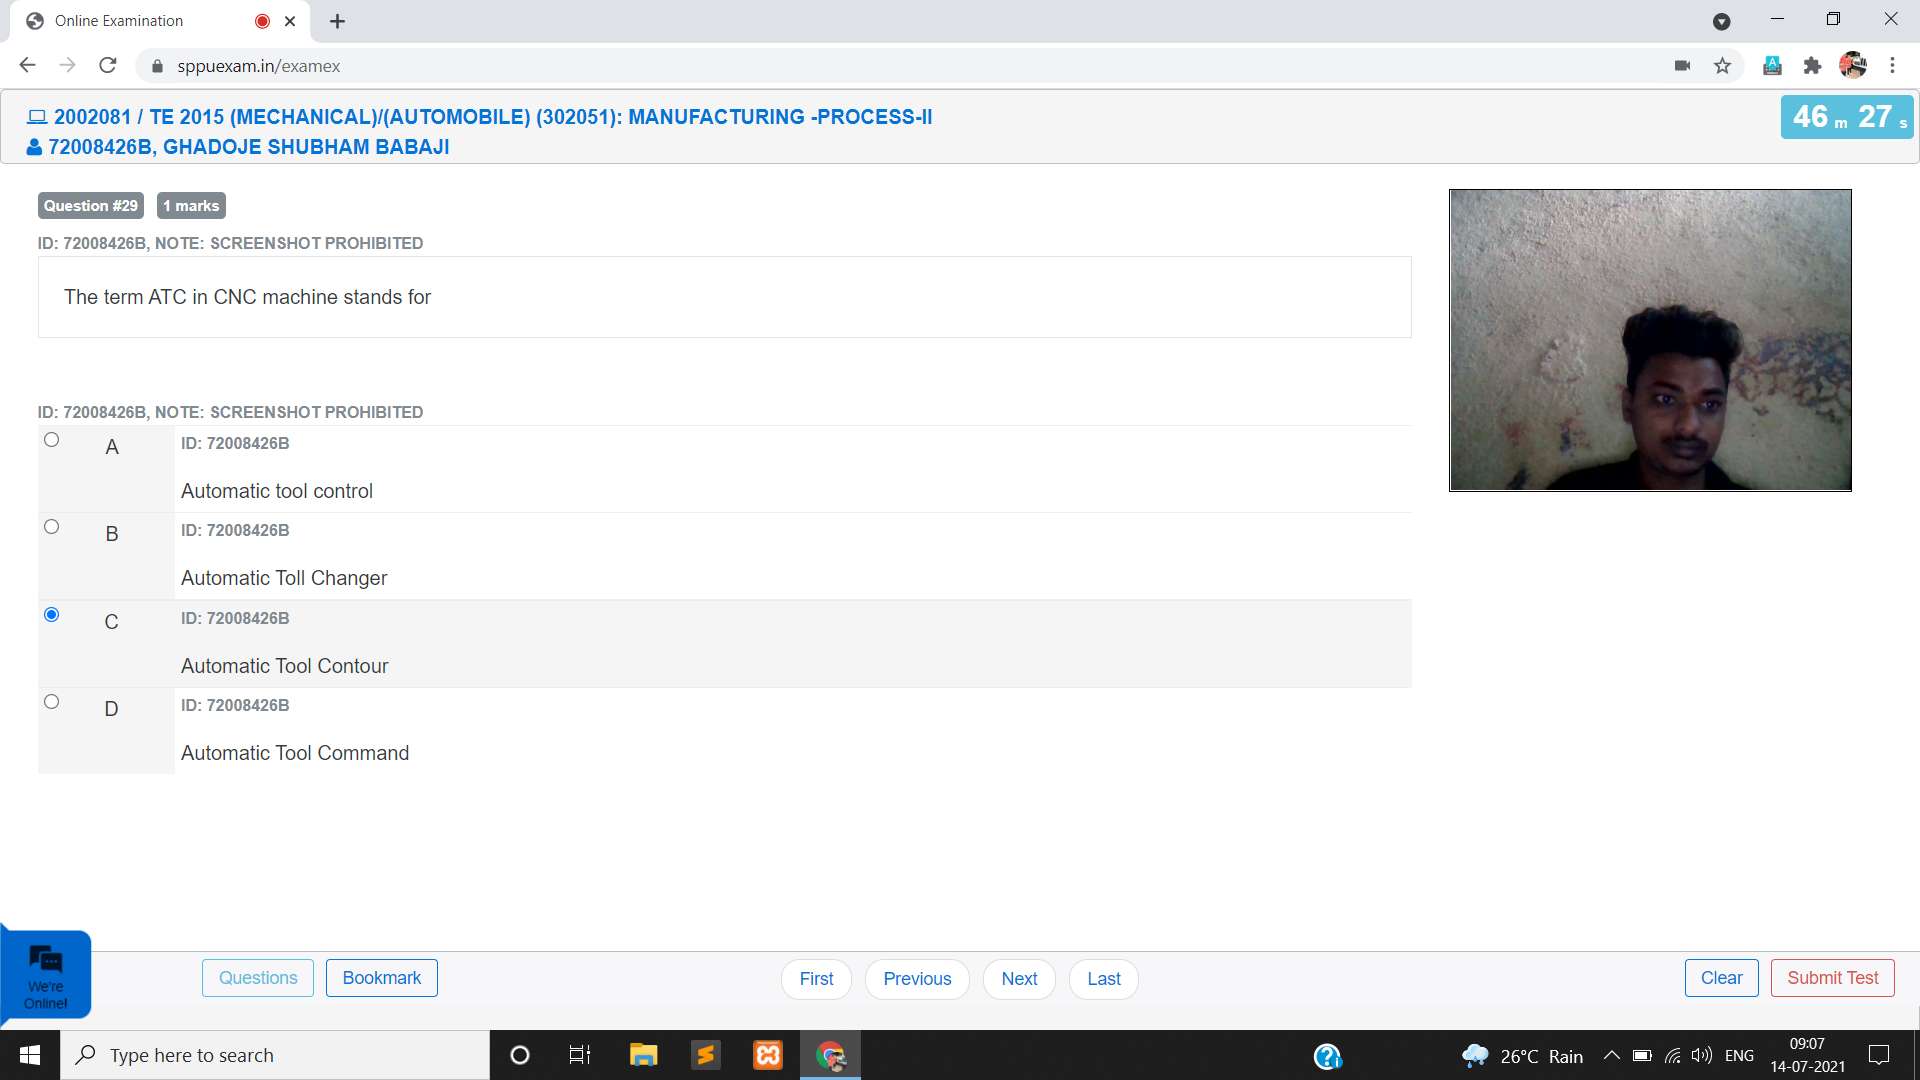 Online Examination
sppuexam.in/examex
2002081 / TE 2015 (MECHANICAL)/(AUTOMOBILE) (302051): MANUFACTURING -PROCESS-II
46 m 27 s
72008426B, GHADOJE SHUBHAM BABAJI
Question #29 1 marks
ID: 72008426B, NOTE: SCREENSHOT PROHIBITED
The term ATC in CNC machine stands for
ID: 72008426B, NOTE: SCREENSHOT PROHIBITED
A ID: 72008426B
Automatic tool control
B ID: 72008426B
Automatic Toll Changer
C ID: 72008426B
Automatic Tool Contour
D ID: 72008426B
Automatic Tool Command
We're
Online!
Questions Bookmark First Previous Next Last Clear Submit Test
Type here to search
26°C Rain
ENG
09:07
14-07-2021